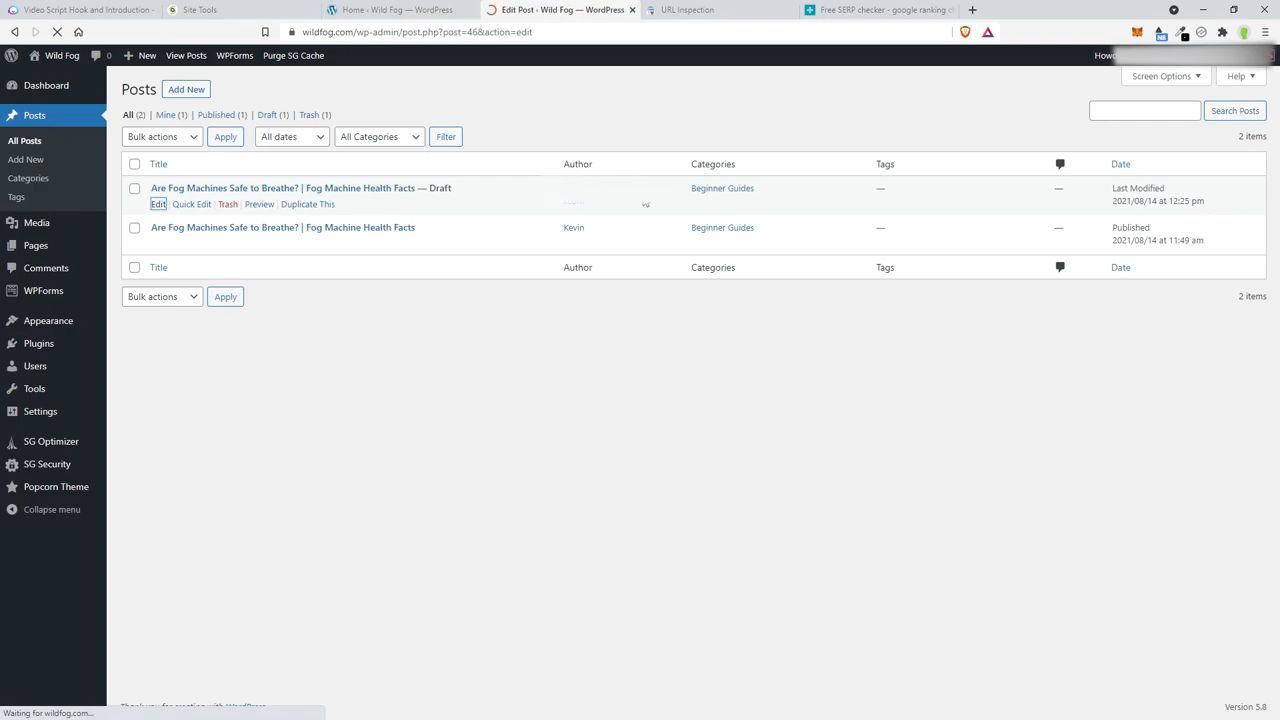 Video Script Hook and Introduction
Site Tools
Home ‹ Wild Fog — WordPress
Edit Post ‹ Wild Fog — WordPress
URL Inspection
Free SERP checker - google ranking c
wildfog.com/wp-admin/post.php?post=46&action=edit
Wild Fog 0 New View Posts WPForms Purge SG Cache
Screen Options Help
Dashboard
Posts
All Posts
Add New
Categories
Tags
Media
Pages
Comments
WPForms
Appearance
Plugins
Users
Tools
Settings
SG Optimizer
SG Security
Popcorn Theme
Collapse menu
Posts Add New
All (2) | Mine (1) | Published (1) | Draft (1) | Trash (1)
Search Posts
Bulk actions Apply All dates All Categories Filter
2 items
Title Author Categories Tags Date
Are Fog Machines Safe to Breathe? | Fog Machine Health Facts — Draft Beginner Guides — — Last Modified
Edit | Quick Edit | Trash | Preview | Duplicate This 2021/08/14 at 12:25 pm
Are Fog Machines Safe to Breathe? | Fog Machine Health Facts Kevin Beginner Guides — — Published
2021/08/14 at 11:49 am
Title Author Categories Tags Date
Bulk actions Apply
2 items
Thank you for creating with WordPress
Version 5.8
Waiting for wildfog.com...